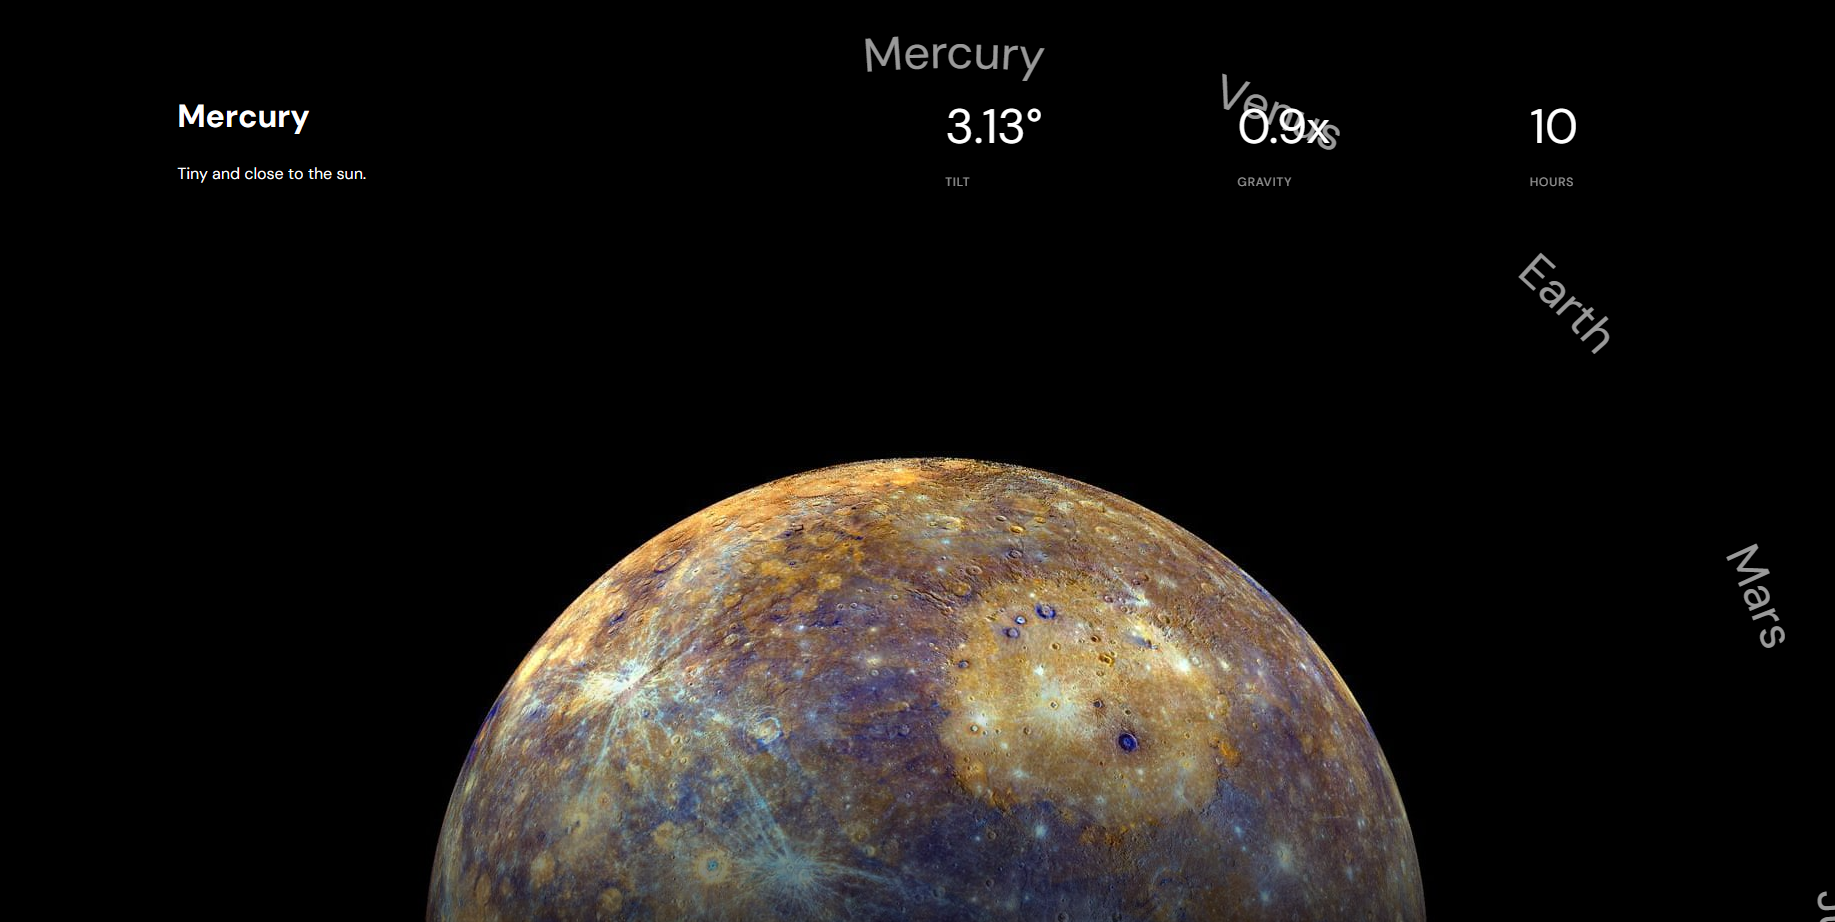 Mercury
Mercury
Tiny and close to the sun.
3.13°
TILT
Venus
0.9x
GRAVITY
10
HOURS
Earth
Mars